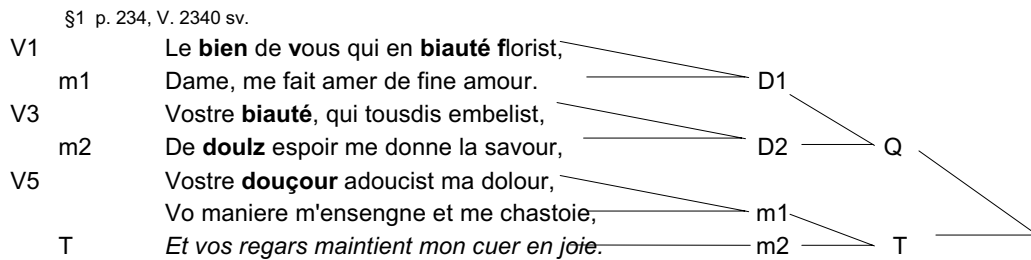 §1 p. 234, V. 2340 sv.
V1 Le bien de vous qui en biauté florist,
m1 Dame, me fait amer de fine amour. D1
V3 Vostre biauté, qui tousdis embelist,
m2 De doulz espoir me donne la savour, D2 Q
V5 Vostre douçour adoucist ma dolour,
Vo maniere m'ensengne et me chastoie, m1
T Et vos regars maintient mon cuer en joie. m2 T